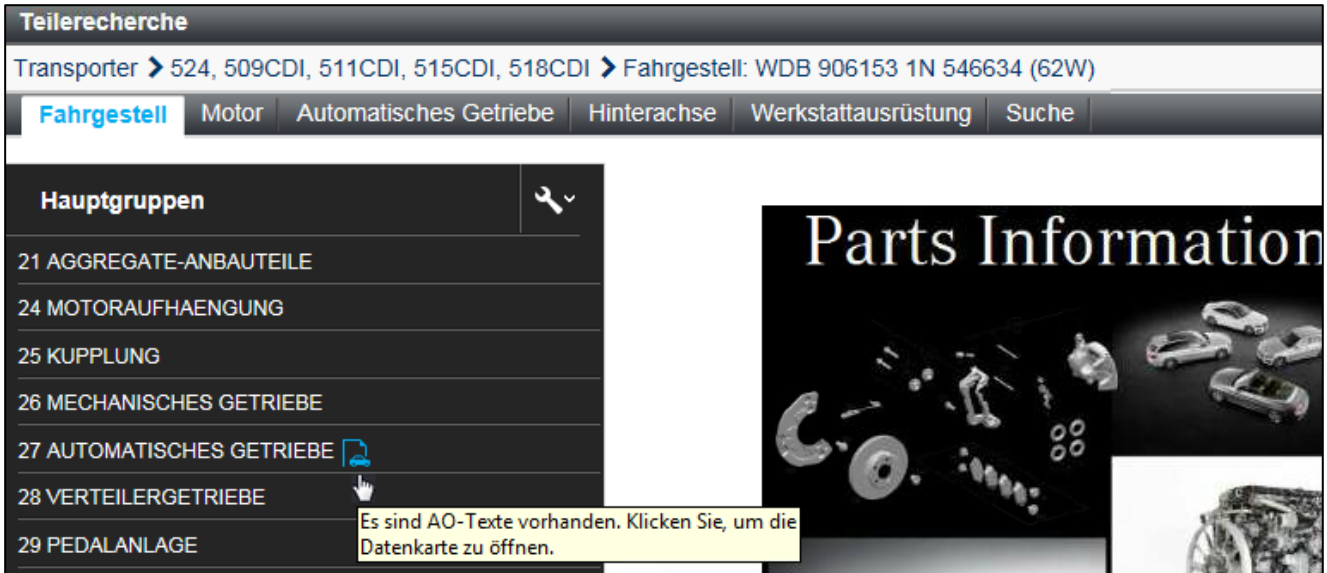 Teilerecherche
Transporter > 524, 509CDI, 511CDI, 515CDI, 518CDI > Fahrgestell: WDB 906153 1N 546634 (62W)
Fahrgestell Motor Automatisches Getriebe Hinterachse Werkstattausrüstung Suche
Hauptgruppen
21 AGGREGATE-ANBAUTEILE
24 MOTORAUFHAENGUNG
25 KUPPLUNG
26 MECHANISCHES GETRIEBE
27 AUTOMATISCHES GETRIEBE
28 VERTEILERGETRIEBE
29 PEDALANLAGE
Es sind AO-Texte vorhanden. Klicken Sie, um die
Datenkarte zu öffnen.
Parts Information